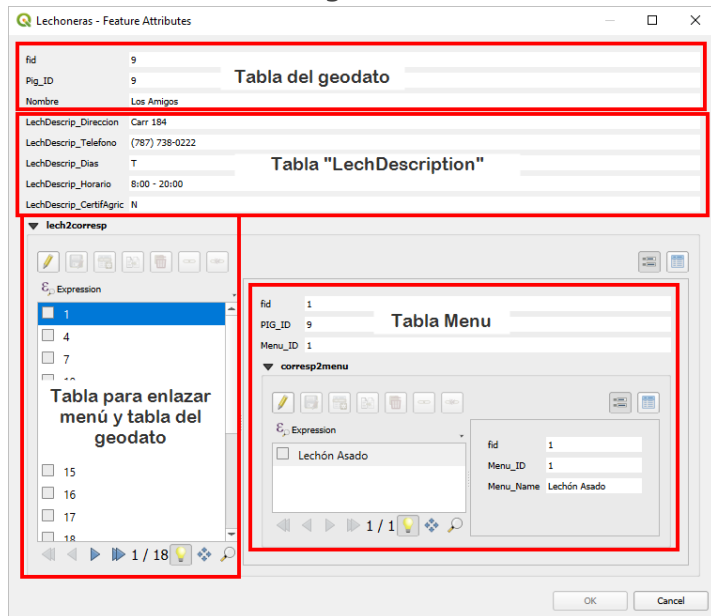 Lechoneras - Feature Attributes
fid 9
Pig_ID 9
Tabla del geodato
Nombre Los Amigos
LechDescrip_Direccion Carr 184
LechDescrip_Telefono (787) 738-0222
LechDescrip_Dias T
Tabla "LechDescription"
LechDescrip_Horario 8:00 - 20:00
LechDescrip_CertifAgric N
lech2corresp
Expression
1
4
7
Tabla para enlazar
menú y tabla del
geodato
15
16
17
18
1 / 18
fid 1
PIG_ID 9
Tabla Menu
Menu_ID 1
corresp2menu
Expression
Lechón Asado
1 / 1
fid 1
Menu_ID 1
Menu_Name Lechón Asado
OK
Cancel